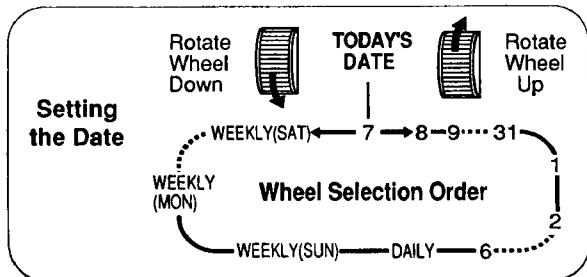 Rotate
Wheel
Down
TODAY'S
DATE
Rotate
Wheel
Up
Setting
the Date
WEEKLY(SAT) 7 8 9 31
1
WEEKLY
(MON)
Wheel Selection Order
2
WEEKLY(SUN) DAILY 6